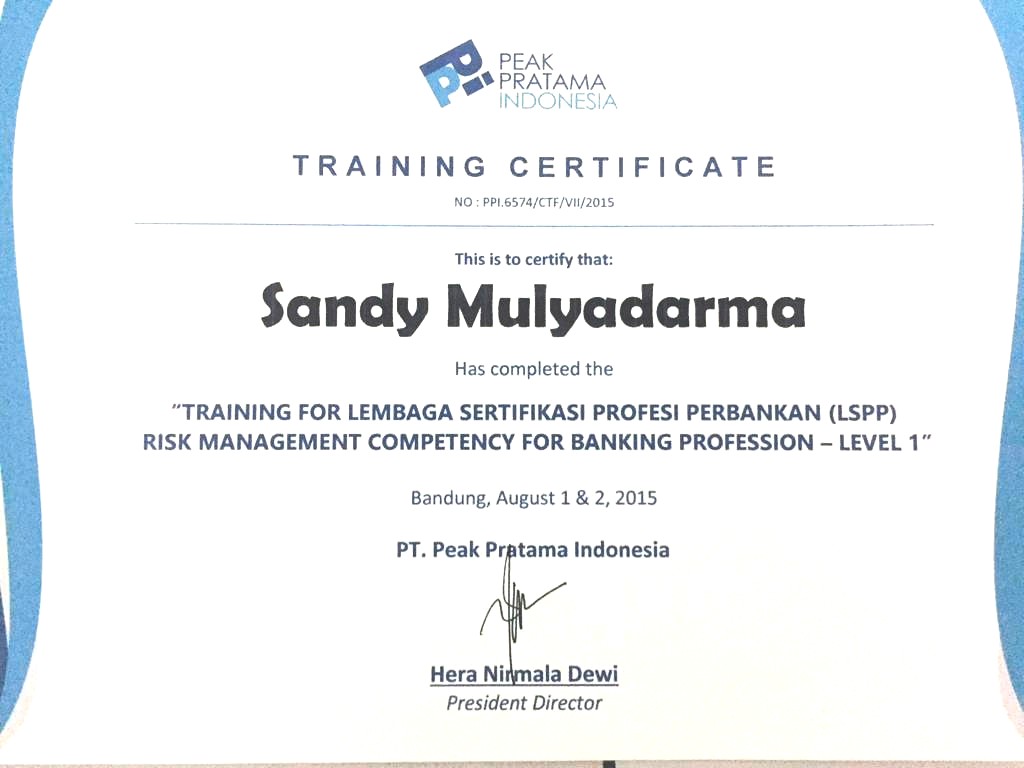 PPi
PEAK
PRATAMA
INDONESIA
TRAINING CERTIFICATE
NO : PPI.6574/CTF/VII/2015
This is to certify that:
Sandy Mulyadarma
Has completed the
"TRAINING FOR LEMBAGA SERTIFIKASI PROFESI PERBANKAN (LSPP)
RISK MANAGEMENT COMPETENCY FOR BANKING PROFESSION – LEVEL 1"
Bandung, August 1 & 2, 2015
PT. Peak Pratama Indonesia
Hera Nirmala Dewi
President Director